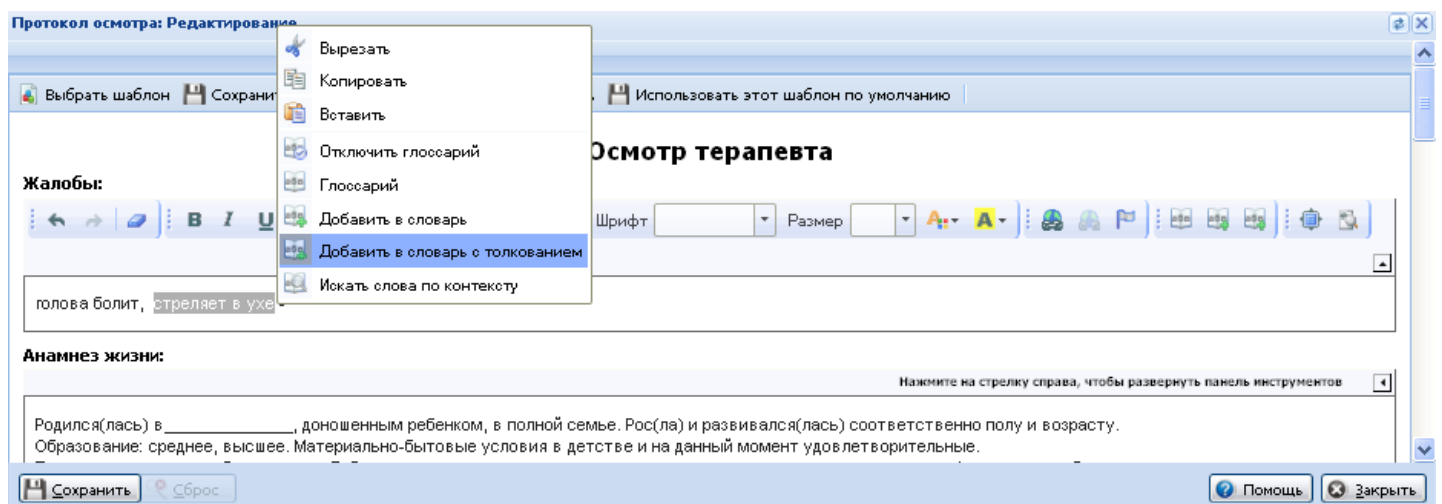 Протокол осмотра: Редактирование
Вырезать
Копировать
Вставить
Отключить глоссарий
Глоссарий
Добавить в словарь
Добавить в словарь с толкованием
Искать слова по контексту
Выбрать шаблон Сохранит Использовать этот шаблон по умолчанию
Осмотр терапевта
Жалобы:
B I U Шрифт Размер A A
голова болит, стреляет в ухе
Анамнез жизни:
Нажмите на стрелку справа, чтобы развернуть панель инструментов
Родился(лась) в______________, доношенным ребенком, в полной семье. Рос(ла) и развивался(лась) соответственно полу и возрасту.
Образование: среднее, высшее. Материально-бытовые условия в детстве и на данный момент удовлетворительные.
Сохранить Сброс Помощь Закрыть